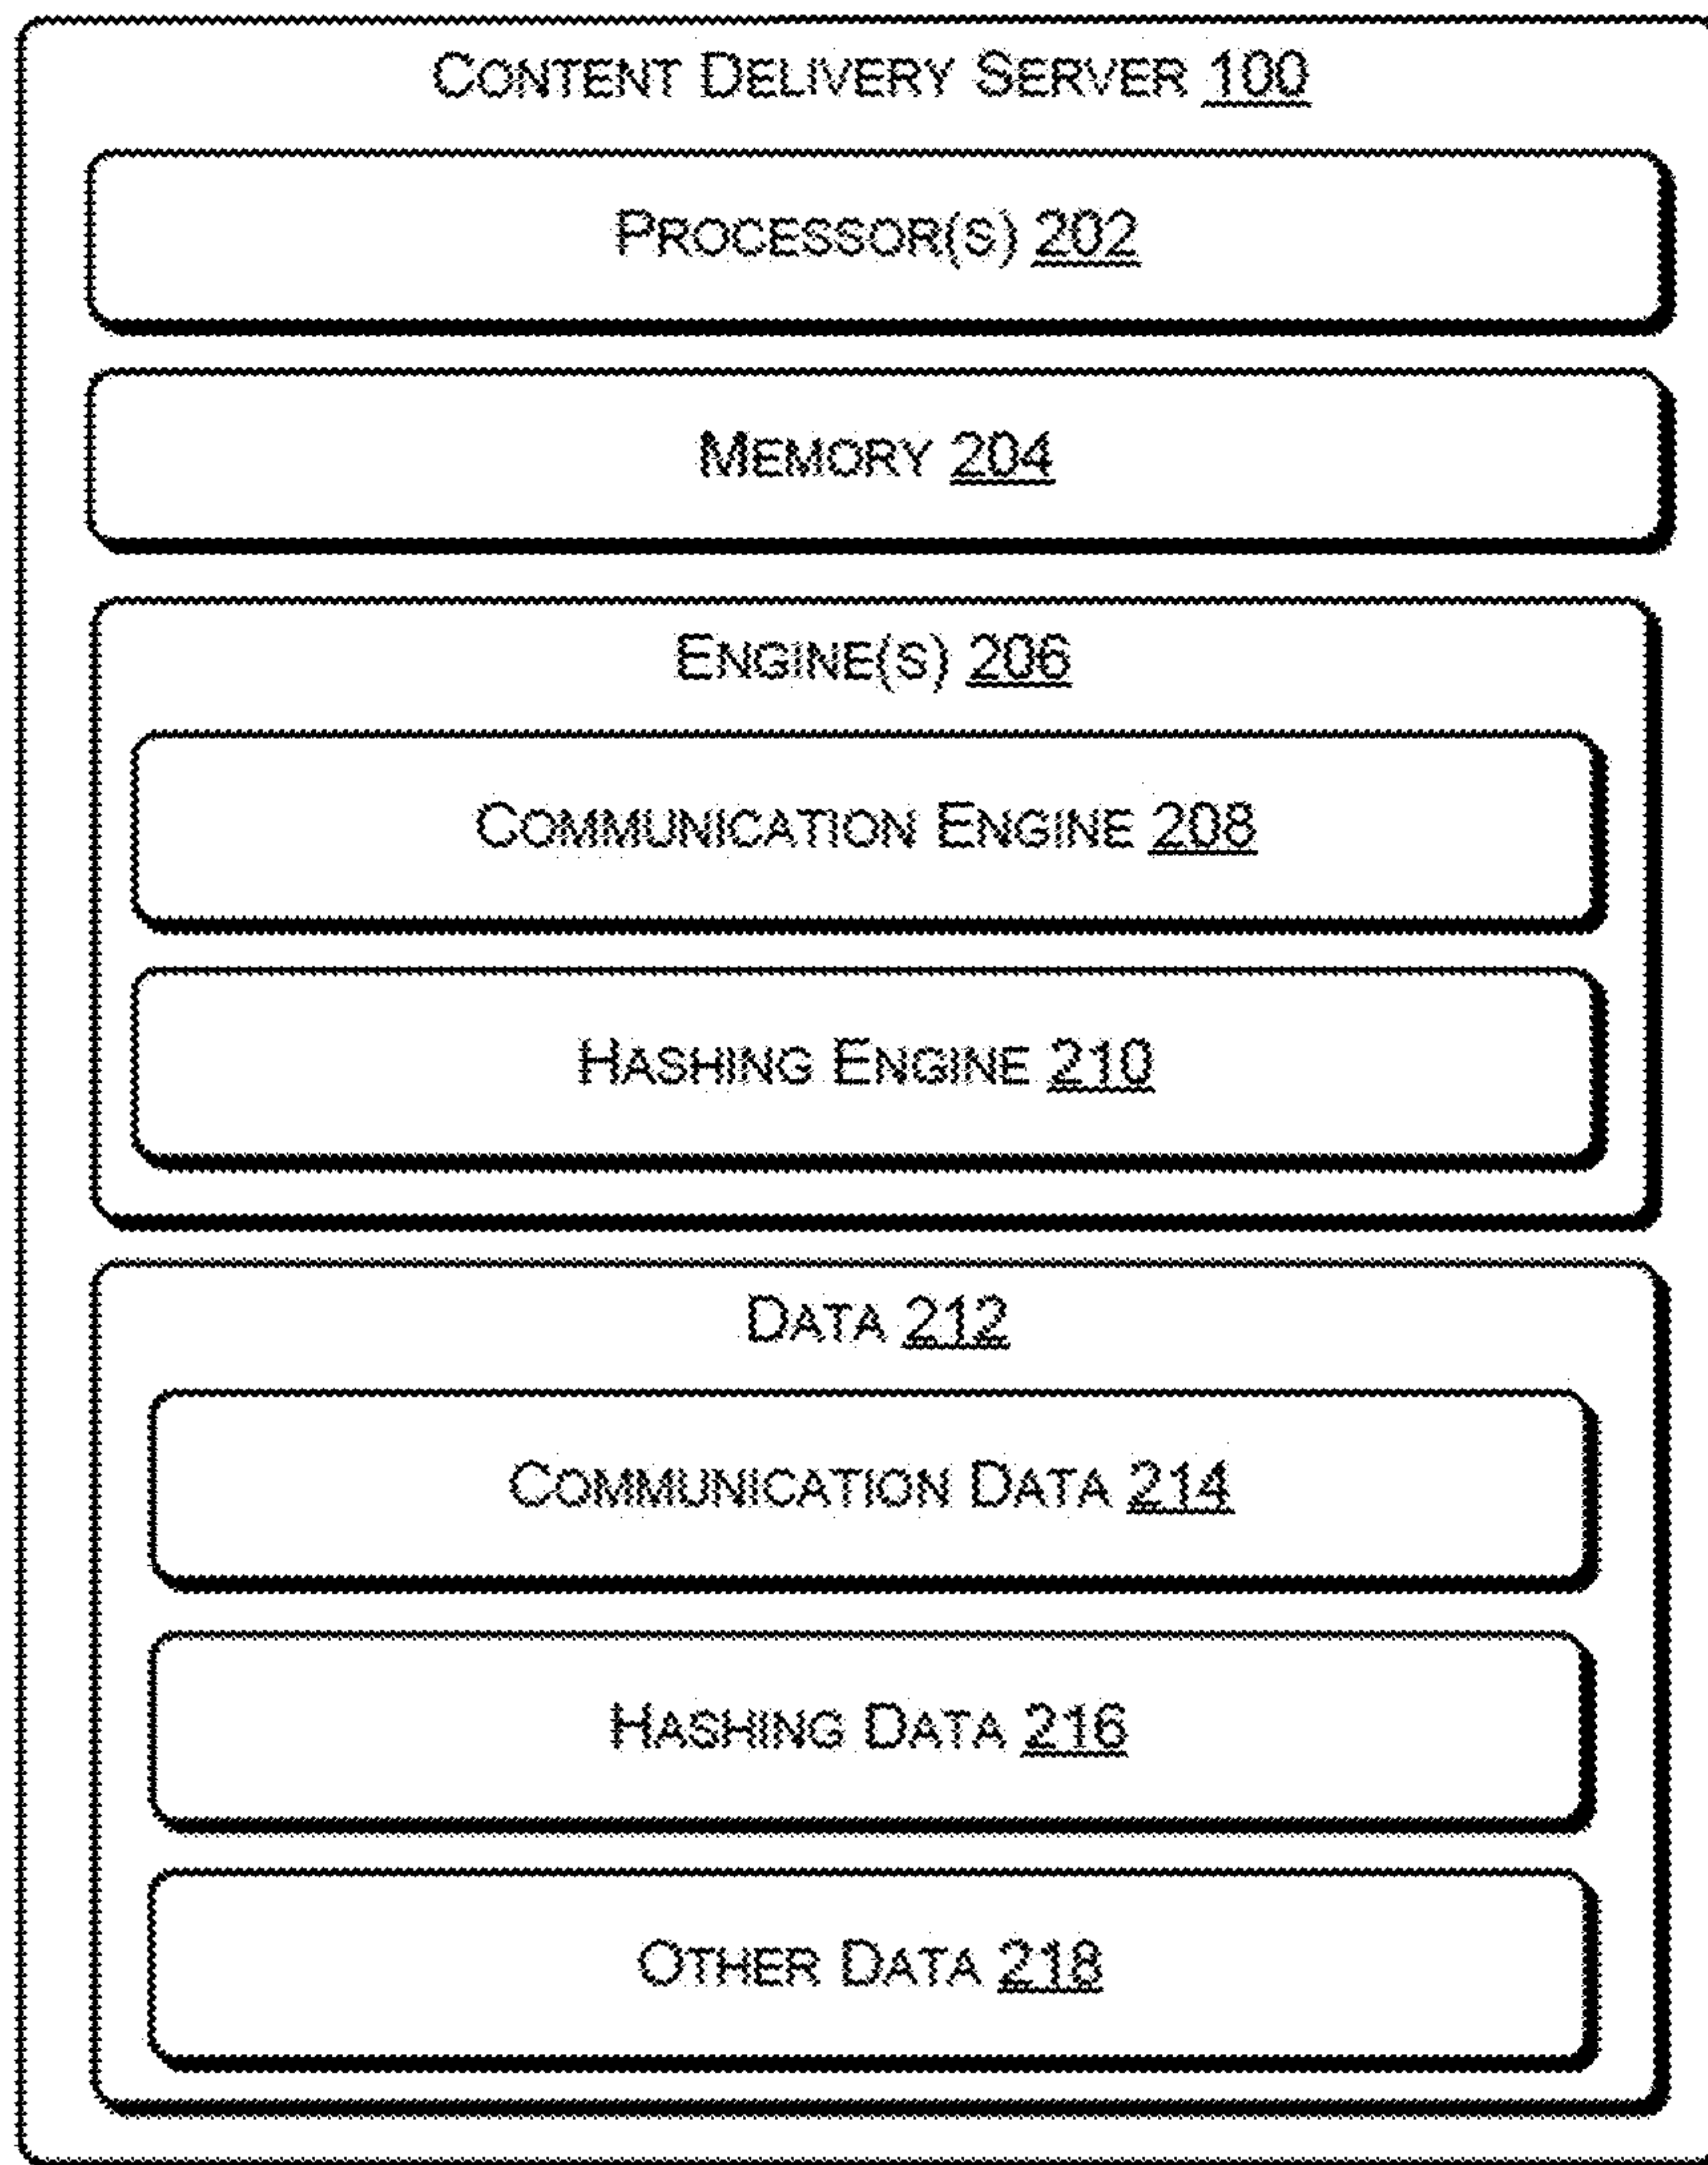 CONTENT DELIVERY SERVER 100
PROCESSOR(S) 202
MEMORY 204
ENGINE(S) 206
COMMUNICATION ENGINE 208
HASHING ENGINE 210
DATA 212
COMMUNICATION DATA 214
HASHING DATA 216
OTHER DATA 218